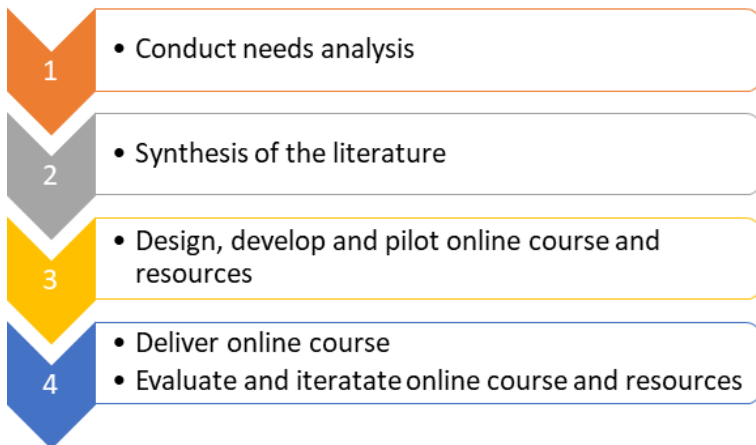 1
• Conduct needs analysis
2
• Synthesis of the literature
3
• Design, develop and pilot online course and
resources
4
• Deliver online course
• Evaluate and iteratate online course and resources